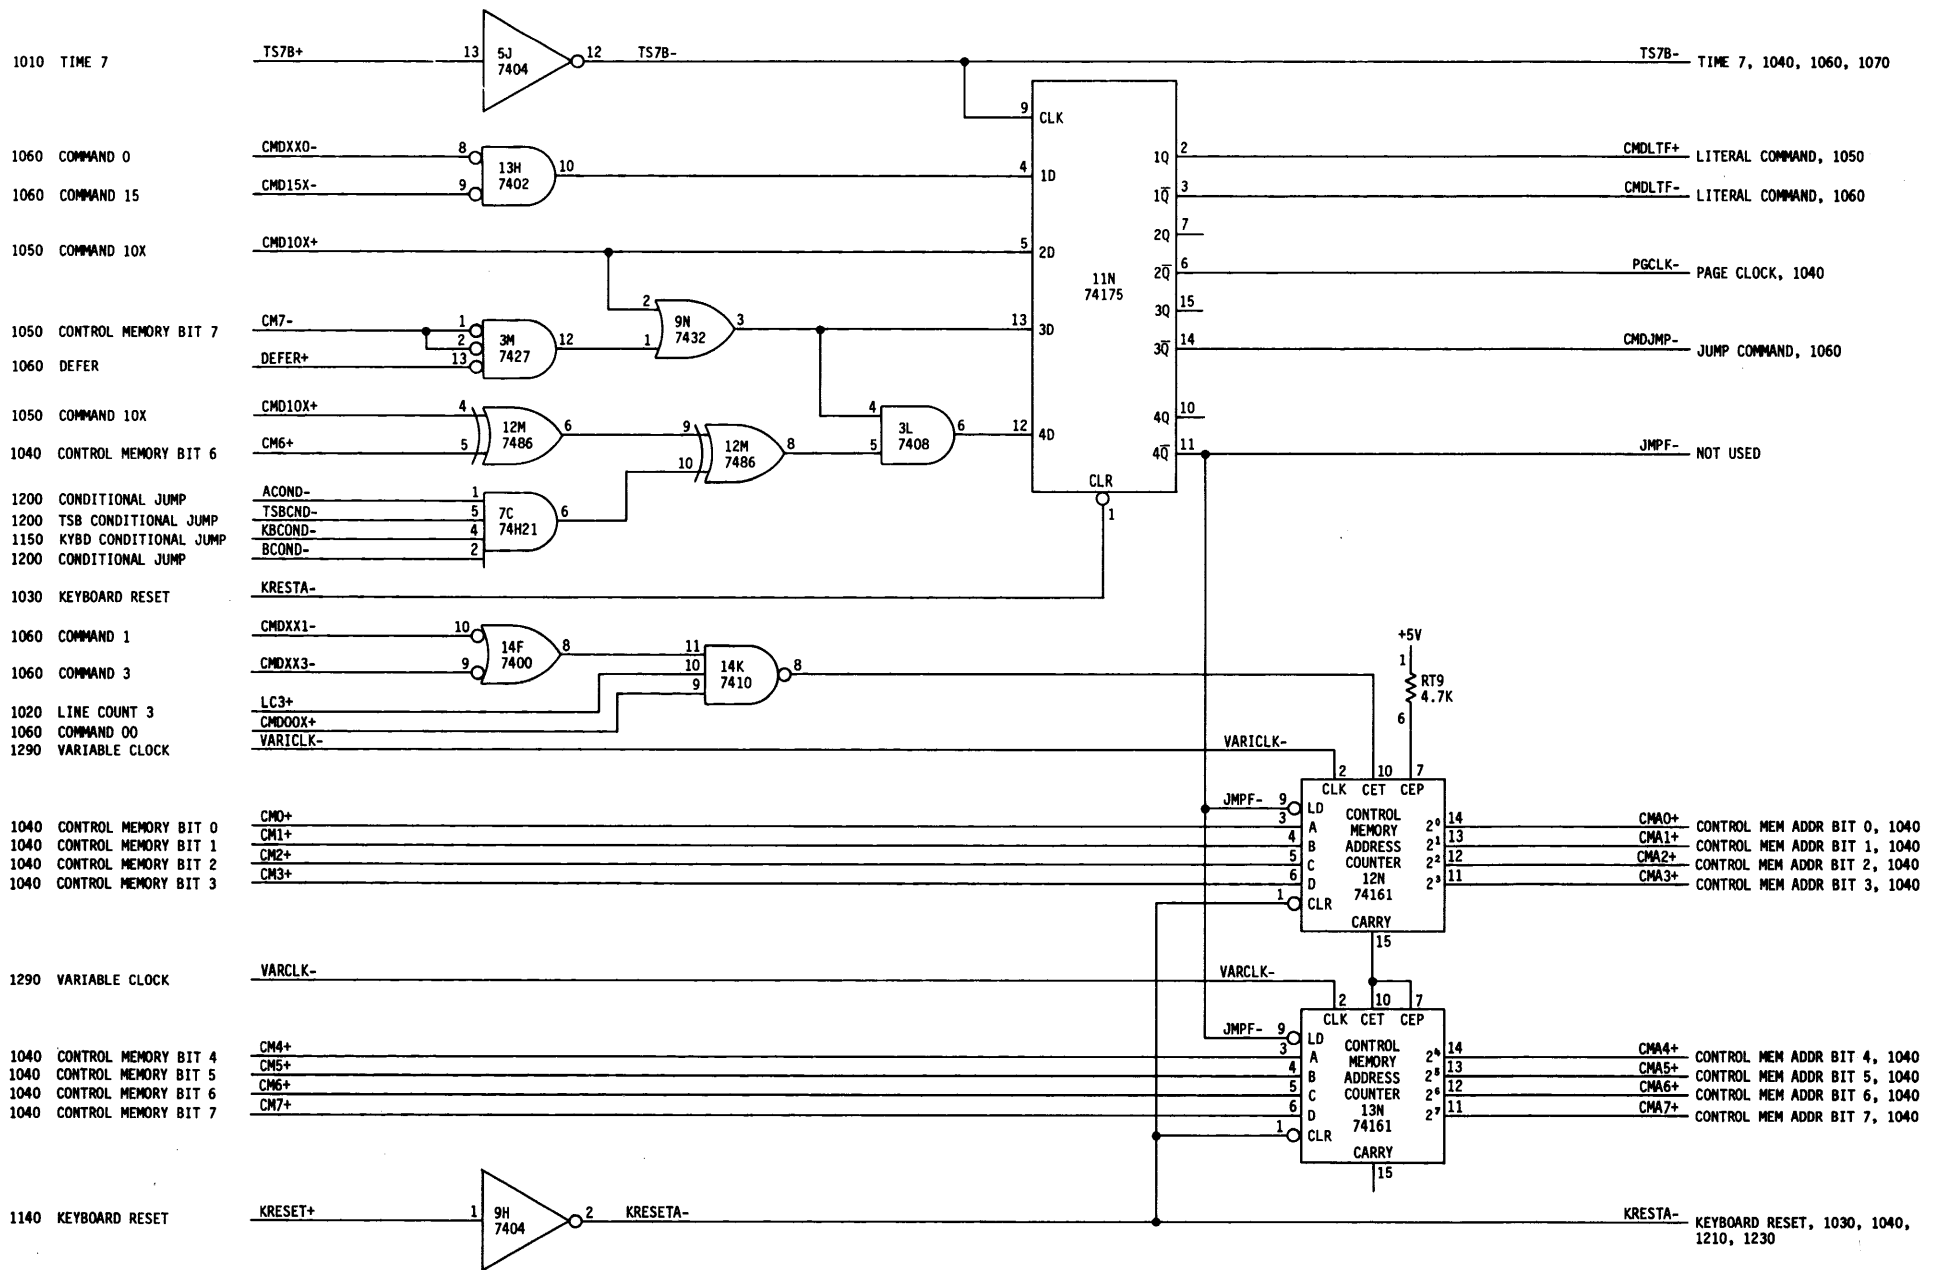 1010 TIME 7 TS7B+ 13 5J 7404 12 TS7B- TS7B- TIME 7, 1040, 1060, 1070
9 CLK
1060 COMMAND 0 CMDXX0- 8 13H 7402 10 4 1D 1Q 2 CMDLTF+ LITERAL COMMAND, 1050
1060 COMMAND 15 CMD15X- 9 1Q 3 CMDLTF- LITERAL COMMAND, 1060
2Q 7
1050 COMMAND 10X CMD10X+ 5 2D 2Q 6 PGCLK- PAGE CLOCK, 1040
11N 74175
3Q 15
1050 CONTROL MEMORY BIT 7 CM7- 1 2 3M 7427 12 2 1 9N 7432 3 13 3D 3Q 14 CMDJMP- JUMP COMMAND, 1060
1060 DEFER DEFER+ 13
1050 COMMAND 10X CMD10X+ 4 12M 7486 6 9 10 12M 7486 8 4 5 3L 7408 6 12 4D 4Q 10
1040 CONTROL MEMORY BIT 6 CM6+ 5 4Q 11 JMPF- NOT USED
CLR 1
1200 CONDITIONAL JUMP ACOND- 1
1200 TSB CONDITIONAL JUMP TSBCND- 5 7C 74H21 6
1150 KYBD CONDITIONAL JUMP KBCOND- 4
1200 CONDITIONAL JUMP BCOND- 2
1030 KEYBOARD RESET KRESTA-
1060 COMMAND 1 CMDXX1- 10 14F 7400 8 11 10 9 14K 7410 8
1060 COMMAND 3 CMDXX3- 9
+5V 1 RT9 4.7K 6
1020 LINE COUNT 3 LC3+
1060 COMMAND 00 CMD00X+
1290 VARIABLE CLOCK VARICLK- VARICLK-
2 10 7
CLK CET CEP
JMPF- 9 LD
CONTROL MEMORY ADDRESS COUNTER 12N 74161
1040 CONTROL MEMORY BIT 0 CM0+ 3 A 2⁰ 14 CMA0+ CONTROL MEM ADDR BIT 0, 1040
1040 CONTROL MEMORY BIT 1 CM1+ 4 B 2¹ 13 CMA1+ CONTROL MEM ADDR BIT 1, 1040
1040 CONTROL MEMORY BIT 2 CM2+ 5 C 2² 12 CMA2+ CONTROL MEM ADDR BIT 2, 1040
1040 CONTROL MEMORY BIT 3 CM3+ 6 D 2³ 11 CMA3+ CONTROL MEM ADDR BIT 3, 1040
1 CLR
CARRY
15
1290 VARIABLE CLOCK VARCLK- VARCLK-
2 10 7
CLK CET CEP
JMPF- 9 LD
CONTROL MEMORY ADDRESS COUNTER 13N 74161
1040 CONTROL MEMORY BIT 4 CM4+ 3 A 2⁴ 14 CMA4+ CONTROL MEM ADDR BIT 4, 1040
1040 CONTROL MEMORY BIT 5 CM5+ 4 B 2⁵ 13 CMA5+ CONTROL MEM ADDR BIT 5, 1040
1040 CONTROL MEMORY BIT 6 CM6+ 5 C 2⁶ 12 CMA6+ CONTROL MEM ADDR BIT 6, 1040
1040 CONTROL MEMORY BIT 7 CM7+ 6 D 2⁷ 11 CMA7+ CONTROL MEM ADDR BIT 7, 1040
1 CLR
CARRY
15
1140 KEYBOARD RESET KRESET+ 1 9H 7404 2 KRESETA- KRESTA- KEYBOARD RESET, 1030, 1040,
1210, 1230